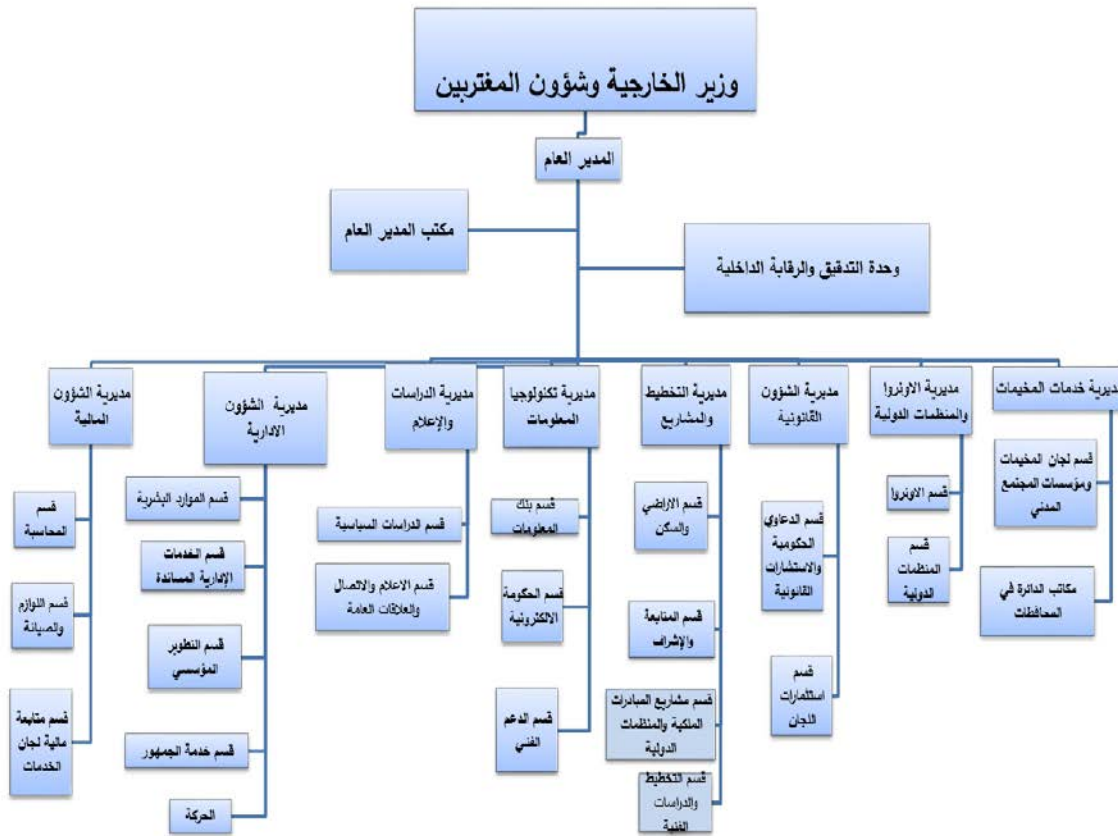 وزير الخارجية وشؤون المغتربين
المدير العام
مكتب المدير العام
وحدة التدقيق والرقابة الداخلية
مديرية خدمات المخيمات
قسم لجان المخيمات
ومؤسسات المجتمع
المدني
مكاتب الدائرة في
المحافظات
مديرية الاونروا
والمنظمات الدولية
قسم الاونروا
قسم
المنظمات
الدولية
مديرية الشؤون
القانونية
قسم الدعاوي
الحكومية
والاستشارات
القانونية
قسم
استثمارات
اللجان
مديرية التخطيط
والمشاريع
قسم الاراضي
والسكن
قسم المتابعة
والإشراف
قسم مشاريع المبادرات
الملكية والمنظمات
الدولية
قسم التخطيط
والدراسات
الفنية
مديرية تكنولوجيا
المعلومات
قسم بنك
المعلومات
قسم الحكومة
الالكترونية
قسم الدعم
الفني
مديرية الدراسات
والإعلام
قسم الدراسات السياسية
قسم الاعلام والاتصال
والعلاقات العامة
مديرية الشؤون
الادارية
قسم الموارد البشرية
قسم الخدمات
الإدارية المساندة
قسم التطوير
المؤسسي
قسم خدمة الجمهور
الحركة
مديرية الشؤون
المالية
قسم
المحاسبة
قسم اللوازم
والصيانة
قسم متابعة
مالية لجان
الخدمات